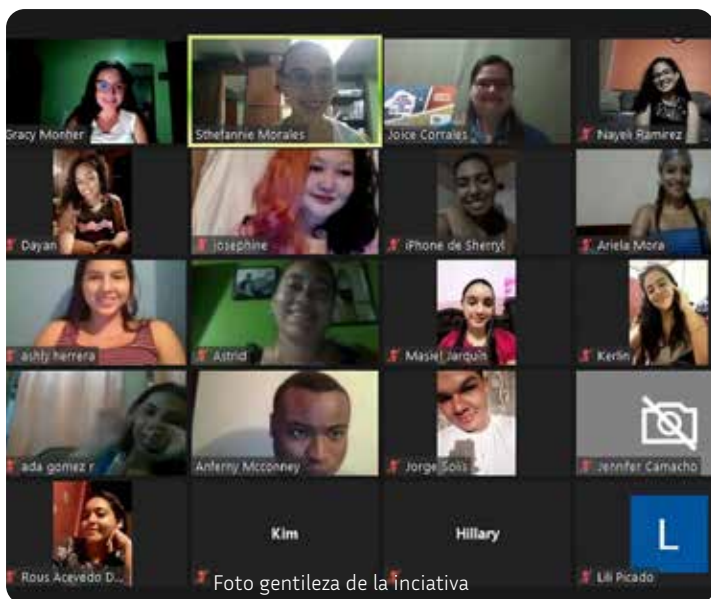 Gracy Monher
Sthefannie Morales
Joice Corrales
Nayeli Ramirez
Dayan
josephine
iPhone de Sherryl
Ariela Mora
ashly herrera
Astrid
Masiel Jarquín
Kerlin
ada gomez r
Anferny Mcconney
Jorge Solis
Jennifer Camacho
Rous Acevedo D...
Kim
Hillary
L
Lili Picado
Foto gentileza de la inciativa